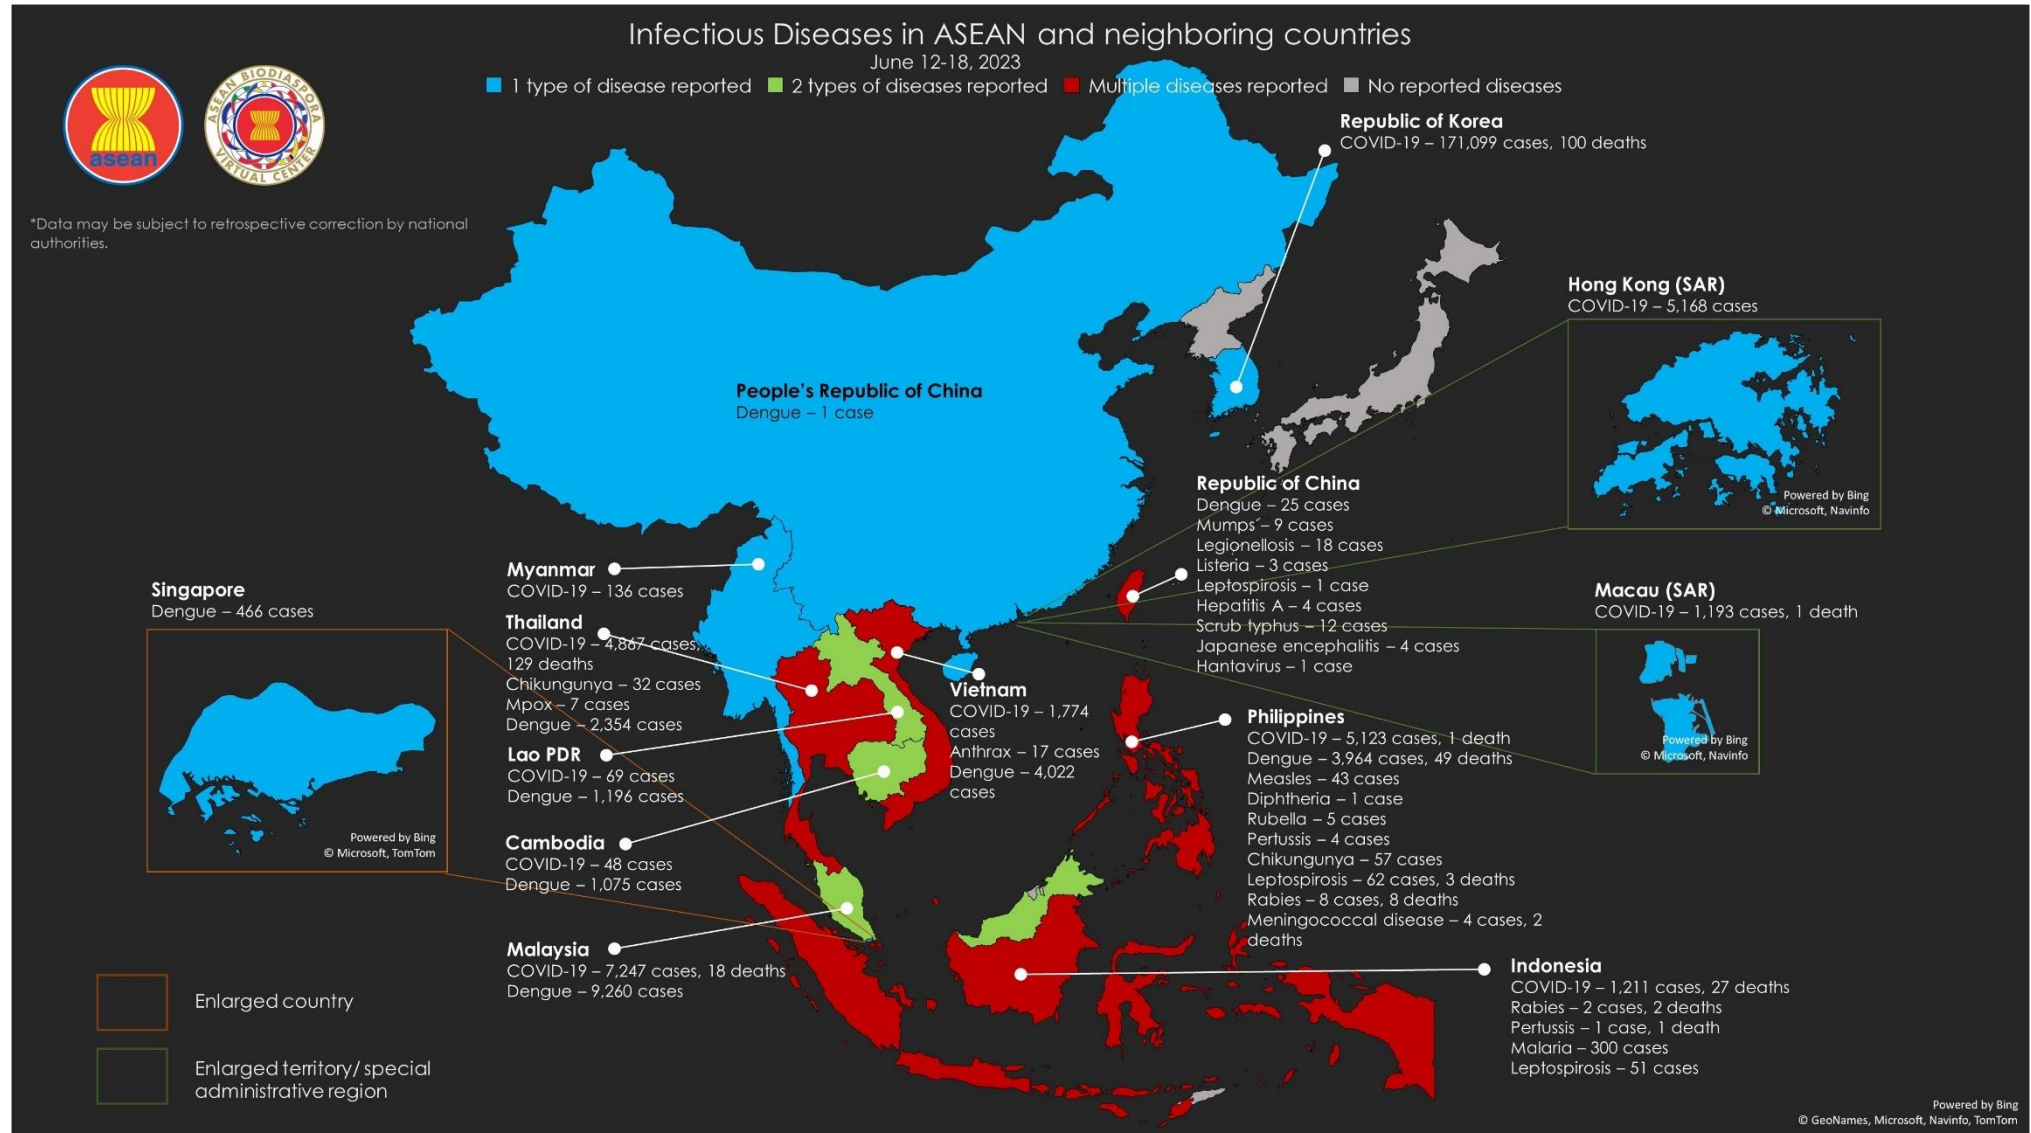 Infectious Diseases in ASEAN and neighboring countries
June 12-18, 2023
1 type of disease reported
2 types of diseases reported
Multiple diseases reported
No reported diseases
asean
ASEAN BIODIASPORA
VIRTUAL CENTER
*Data may be subject to retrospective correction by national
authorities.
Republic of Korea
COVID-19 – 171,099 cases, 100 deaths
Hong Kong (SAR)
COVID-19 – 5,168 cases
Powered by Bing
© Microsoft, Navinfo
People's Republic of China
Dengue – 1 case
Republic of China
Dengue – 25 cases
Mumps – 9 cases
Legionellosis – 18 cases
Listeria – 3 cases
Leptospirosis – 1 case
Hepatitis A – 4 cases
Scrub typhus – 12 cases
Japanese encephalitis – 4 cases
Hantavirus – 1 case
Macau (SAR)
COVID-19 – 1,193 cases, 1 death
Powered by Bing
© Microsoft, Navinfo
Singapore
Dengue – 466 cases
Powered by Bing
© Microsoft, TomTom
Myanmar
COVID-19 – 136 cases
Thailand
COVID-19 – 4,867 cases,
129 deaths
Chikungunya – 32 cases
Mpox – 7 cases
Dengue – 2,354 cases
Lao PDR
COVID-19 – 69 cases
Dengue – 1,196 cases
Cambodia
COVID-19 – 48 cases
Dengue – 1,075 cases
Malaysia
COVID-19 – 7,247 cases, 18 deaths
Dengue – 9,260 cases
Vietnam
COVID-19 – 1,774
cases
Anthrax – 17 cases
Dengue – 4,022
cases
Philippines
COVID-19 – 5,123 cases, 1 death
Dengue – 3,964 cases, 49 deaths
Measles – 43 cases
Diphtheria – 1 case
Rubella – 5 cases
Pertussis – 4 cases
Chikungunya – 57 cases
Leptospirosis – 62 cases, 3 deaths
Rabies – 8 cases, 8 deaths
Meningococcal disease – 4 cases, 2
deaths
Indonesia
COVID-19 – 1,211 cases, 27 deaths
Rabies – 2 cases, 2 deaths
Pertussis – 1 case, 1 death
Malaria – 300 cases
Leptospirosis – 51 cases
Enlarged country
Enlarged territory/ special
administrative region
Powered by Bing
© GeoNames, Microsoft, Navinfo, TomTom